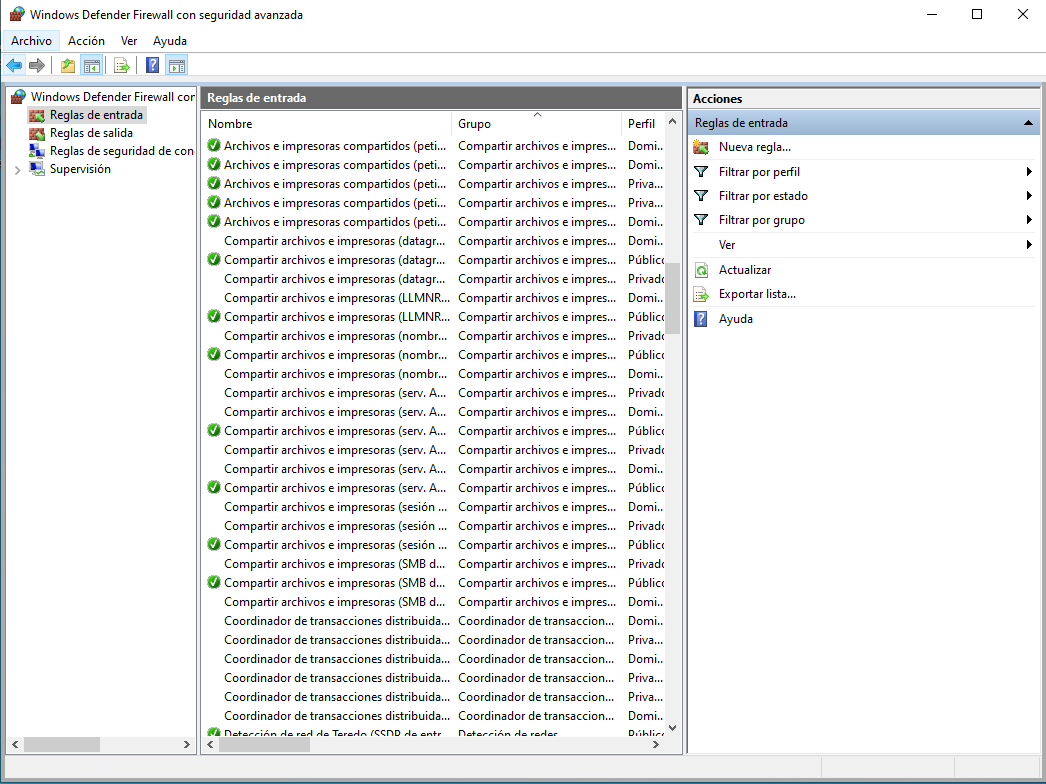 Windows Defender Firewall con seguridad avanzada
Archivo Acción Ver Ayuda
Windows Defender Firewall con
Reglas de entrada
Reglas de salida
Reglas de seguridad de con
Supervisión
Reglas de entrada
Nombre Grupo Perfil
Archivos e impresoras compartidos (peti... Compartir archivos e impres... Domi...
Archivos e impresoras compartidos (peti... Compartir archivos e impres... Domi...
Archivos e impresoras compartidos (peti... Compartir archivos e impres... Priva...
Archivos e impresoras compartidos (peti... Compartir archivos e impres... Priva...
Archivos e impresoras compartidos (peti... Compartir archivos e impres... Domi...
Compartir archivos e impresoras (datagr... Compartir archivos e impres... Domi...
Compartir archivos e impresoras (datagr... Compartir archivos e impres... Público
Compartir archivos e impresoras (datagr... Compartir archivos e impres... Privado
Compartir archivos e impresoras (LLMNR... Compartir archivos e impres... Domi...
Compartir archivos e impresoras (LLMNR... Compartir archivos e impres... Público
Compartir archivos e impresoras (nombr... Compartir archivos e impres... Privado
Compartir archivos e impresoras (nombr... Compartir archivos e impres... Público
Compartir archivos e impresoras (nombr... Compartir archivos e impres... Domi...
Compartir archivos e impresoras (serv. A... Compartir archivos e impres... Privado
Compartir archivos e impresoras (serv. A... Compartir archivos e impres... Domi...
Compartir archivos e impresoras (serv. A... Compartir archivos e impres... Público
Compartir archivos e impresoras (serv. A... Compartir archivos e impres... Privado
Compartir archivos e impresoras (serv. A... Compartir archivos e impres... Domi...
Compartir archivos e impresoras (serv. A... Compartir archivos e impres... Público
Compartir archivos e impresoras (sesión ... Compartir archivos e impres... Domi...
Compartir archivos e impresoras (sesión ... Compartir archivos e impres... Privado
Compartir archivos e impresoras (sesión ... Compartir archivos e impres... Público
Compartir archivos e impresoras (SMB d... Compartir archivos e impres... Privado
Compartir archivos e impresoras (SMB d... Compartir archivos e impres... Público
Compartir archivos e impresoras (SMB d... Compartir archivos e impres... Domi...
Coordinador de transacciones distribuida... Coordinador de transaccion... Domi...
Coordinador de transacciones distribuida... Coordinador de transaccion... Priva...
Coordinador de transacciones distribuida... Coordinador de transaccion... Domi...
Coordinador de transacciones distribuida... Coordinador de transaccion... Priva...
Coordinador de transacciones distribuida... Coordinador de transaccion... Priva...
Coordinador de transacciones distribuida... Coordinador de transaccion... Domi...
Detección de red de Teredo (SSDP de entr... Detección de redes Público
Acciones
Reglas de entrada
Nueva regla...
Filtrar por perfil
Filtrar por estado
Filtrar por grupo
Ver
Actualizar
Exportar lista...
Ayuda